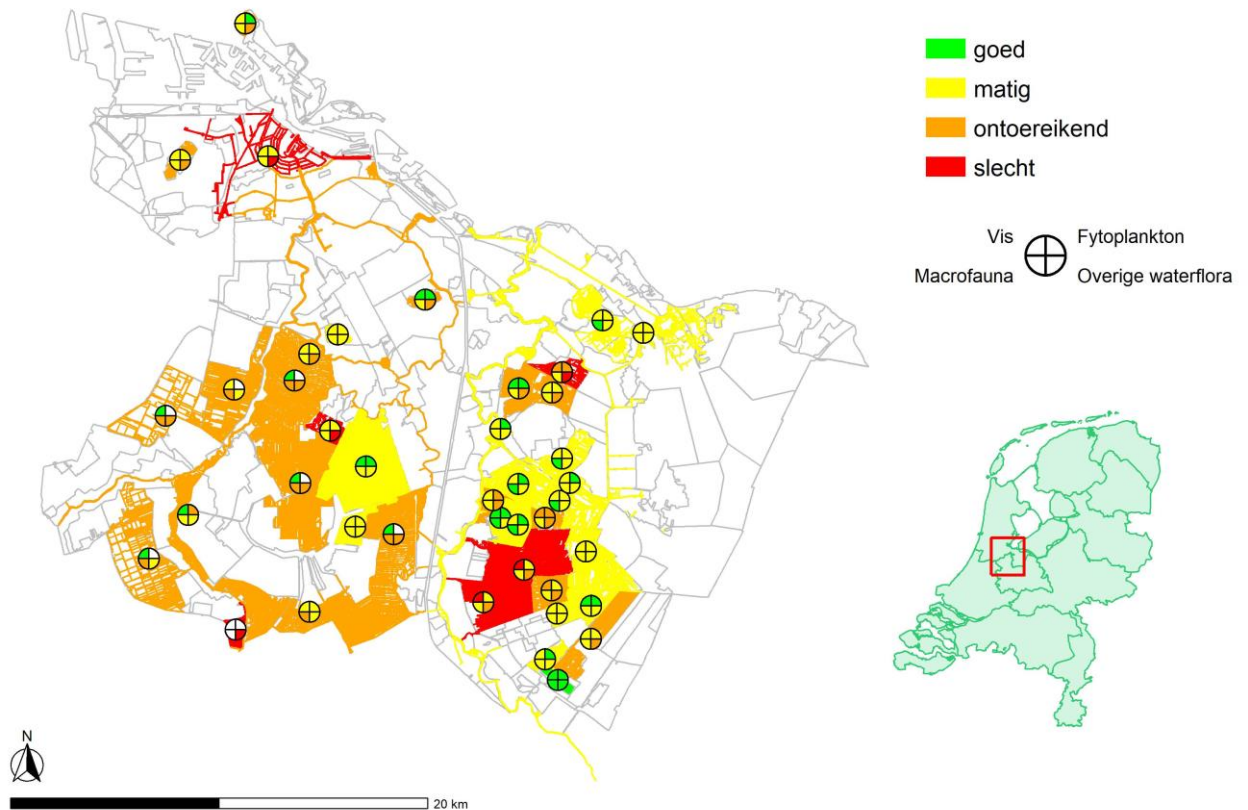 goed
matig
ontoereikend
slecht
Vis Fytoplankton
Macrofauna Overige waterflora
N
20 km